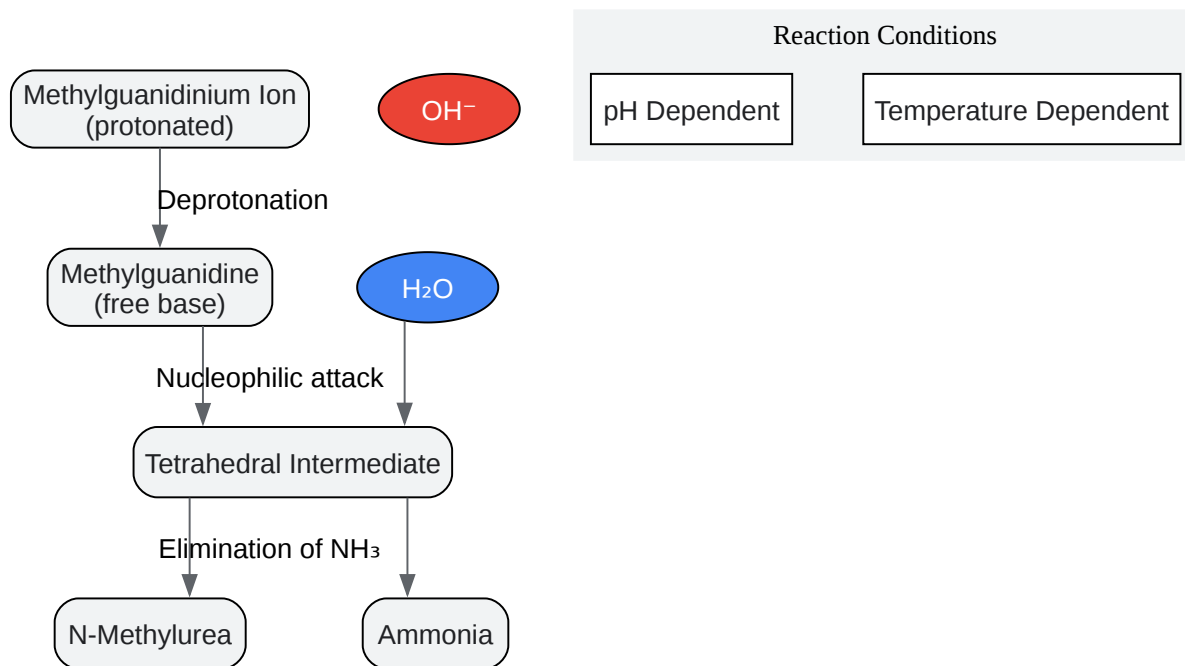 Reaction Conditions
Methylguanidinium Ion
(protonated)
OH⁻
pH Dependent
Temperature Dependent
Deprotonation
Methylguanidine
(free base)
H₂O
Nucleophilic attack
Tetrahedral Intermediate
Elimination of NH₃
N-Methylurea
Ammonia